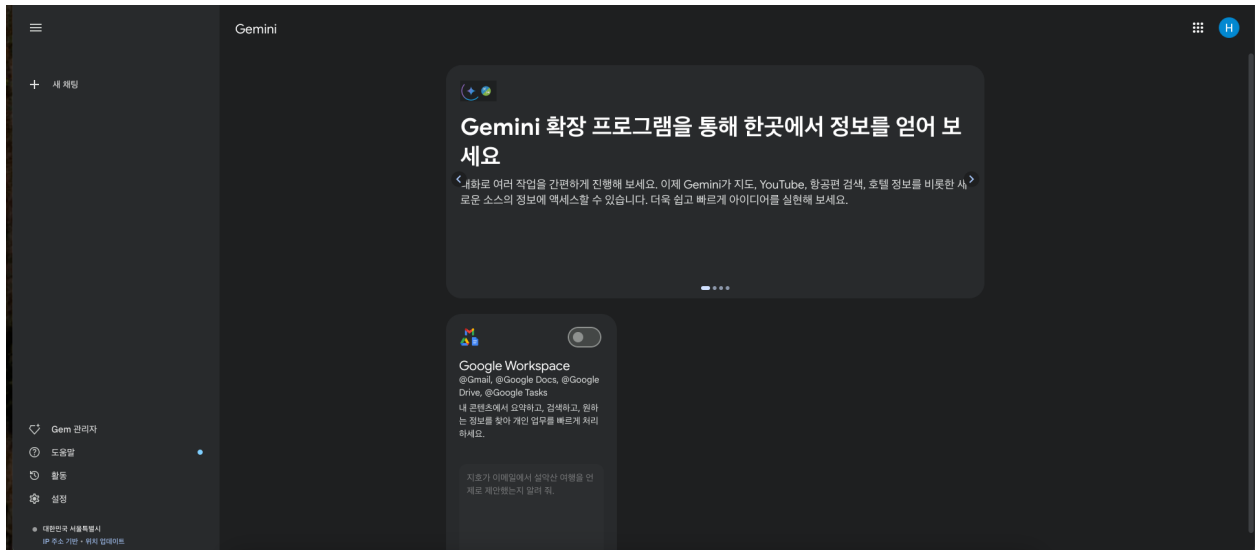 Gemini
H
새 채팅
Gemini 확장 프로그램을 통해 한곳에서 정보를 얻어 보
세요
대화로 여러 작업을 간편하게 진행해 보세요. 이제 Gemini가 지도, YouTube, 항공편 검색, 호텔 정보를 비롯한 새
로운 소스의 정보에 액세스할 수 있습니다. 더욱 쉽고 빠르게 아이디어를 실현해 보세요.
Google Workspace
@Gmail, @Google Docs, @Google
Drive, @Google Tasks
내 콘텐츠에서 요약하고, 검색하고, 원하
는 정보를 찾아 개인 업무를 빠르게 처리
하세요.
지호가 이메일에서 설악산 여행을 언
제로 제안했는지 알려 줘.
Gem 관리자
도움말
활동
설정
대한민국 서울특별시
IP 주소 기반 • 위치 업데이트